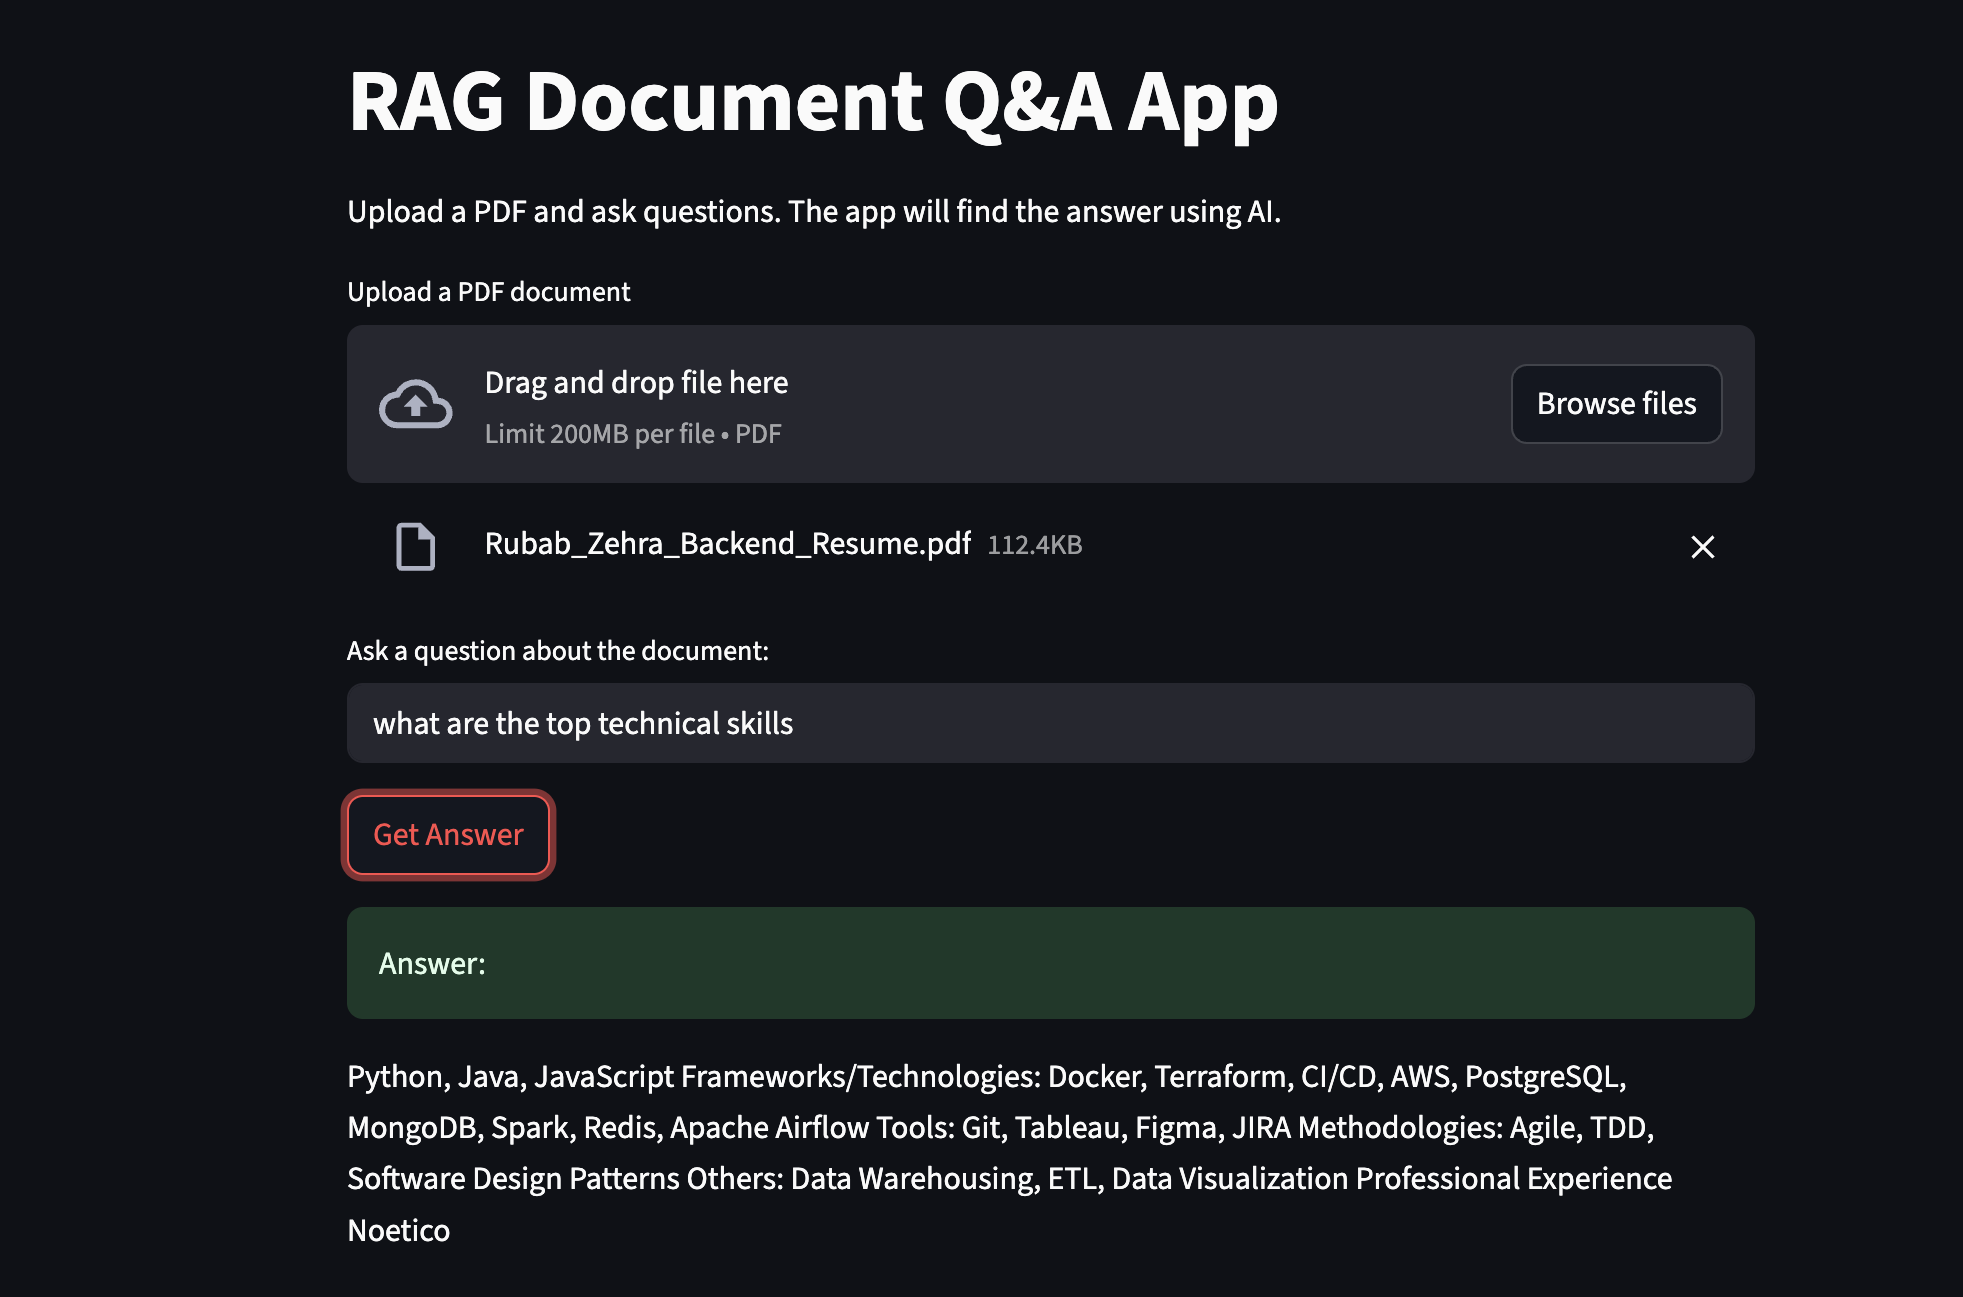 RAG Document Q&A App
Upload a PDF and ask questions. The app will find the answer using AI.
Upload a PDF document
Drag and drop file here
Limit 200MB per file • PDF
Browse files
Rubab_Zehra_Backend_Resume.pdf 112.4KB
Ask a question about the document:
what are the top technical skills
Get Answer
Answer:
Python, Java, JavaScript Frameworks/Technologies: Docker, Terraform, CI/CD, AWS, PostgreSQL,
MongoDB, Spark, Redis, Apache Airflow Tools: Git, Tableau, Figma, JIRA Methodologies: Agile, TDD,
Software Design Patterns Others: Data Warehousing, ETL, Data Visualization Professional Experience
Noetico